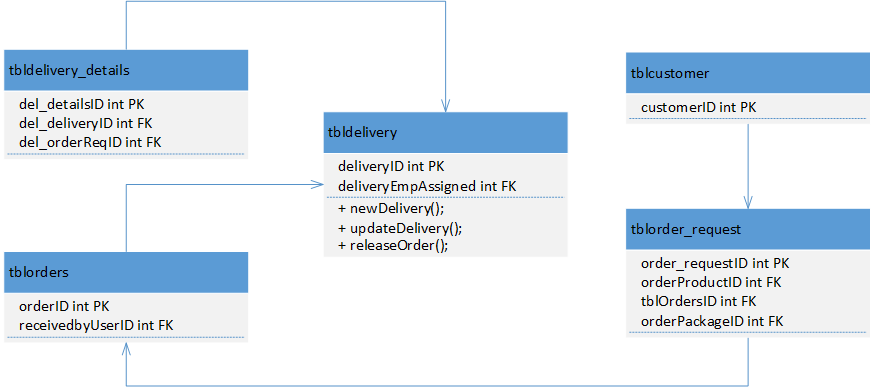 tbldelivery_details
del_detailsID int PK
del_deliveryID int FK
del_orderReqID int FK
tbldelivery
deliveryID int PK
deliveryEmpAssigned int FK
+ newDelivery();
+ updateDelivery();
+ releaseOrder();
tblcustomer
customerID int PK
tblorders
orderID int PK
receivedbyUserID int FK
tblorder_request
order_requestID int PK
orderProductID int FK
tblOrdersID int FK
orderPackageID int FK